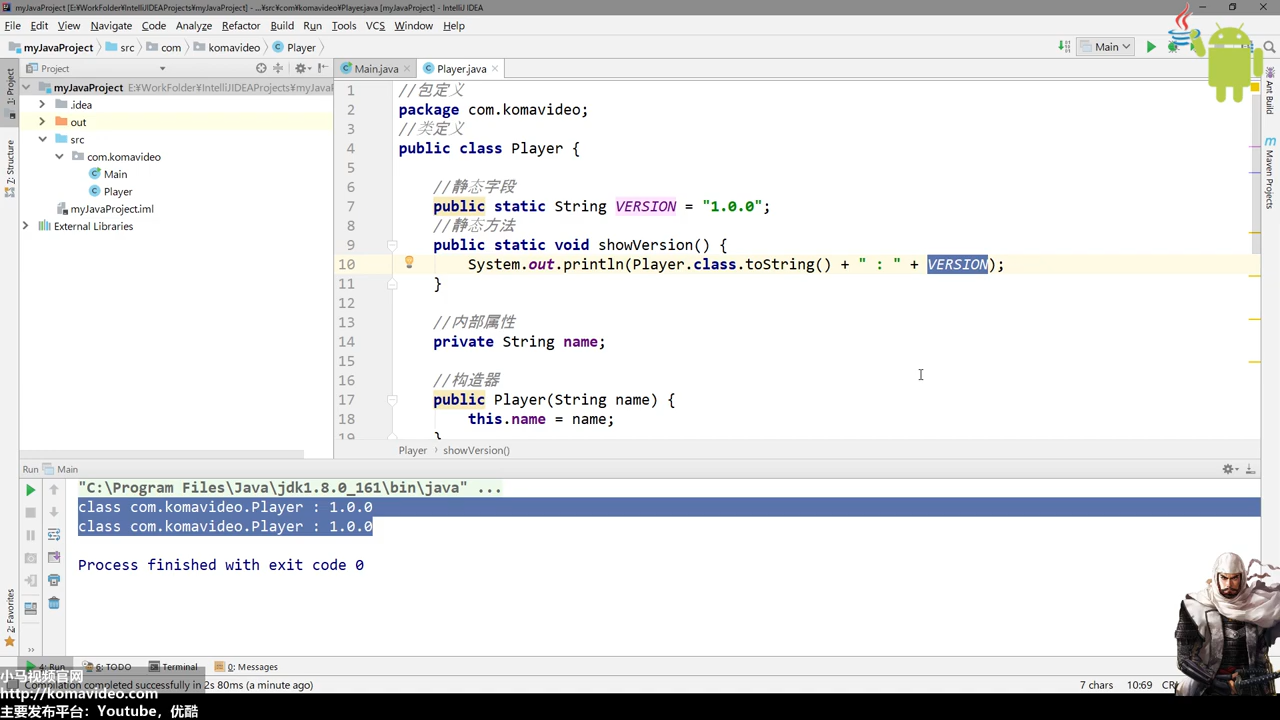 myJavaProject [E:¥WorkFolder¥IntelliJIDEAProjects¥myJavaProject] - ...¥src¥com¥komavideo¥Player.java [myJavaProject] - IntelliJ IDEA
File Edit View Navigate Code Analyze Refactor Build Run Tools VCS Window Help
myJavaProject src com komavideo Player
Main
Project
Main.java Player.java
myJavaProject E:¥WorkFolder¥IntelliJIDEAProjects¥myJava
.idea
out
src
com.komavideo
Main
Player
myJavaProject.iml
External Libraries
1: Project
7: Structure
2: Favorites
Ant Build
Maven Projects
1 //包定义
2 package com.komavideo;
3 //类定义
4 public class Player {
5
6 //静态字段
7 public static String VERSION = "1.0.0";
8 //静态方法
9 public static void showVersion() {
10 System.out.println(Player.class.toString() + " : " + VERSION);
11 }
12
13 //内部属性
14 private String name;
15
16 //构造器
17 public Player(String name) {
18 this.name = name;
19 }
Player showVersion()
Run Main
"C:\Program Files\Java\jdk1.8.0_161\bin\java" ...
class com.komavideo.Player : 1.0.0
class com.komavideo.Player : 1.0.0
Process finished with exit code 0
4: Run 6: TODO Terminal 0: Messages
小马视频官网
Compilation completed successfully in 2s 80ms (a minute ago)
7 chars 10:69
http://komavideo.com
主要发布平台：Youtube，优酷